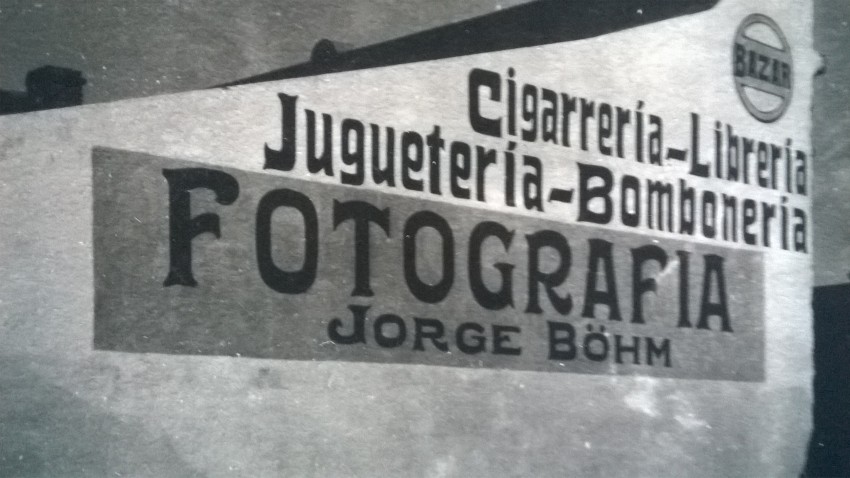 BAZAR
Cigarrería-Librería
Juguetería-Bombonería
FOTOGRAFIA
JORGE BÖHM